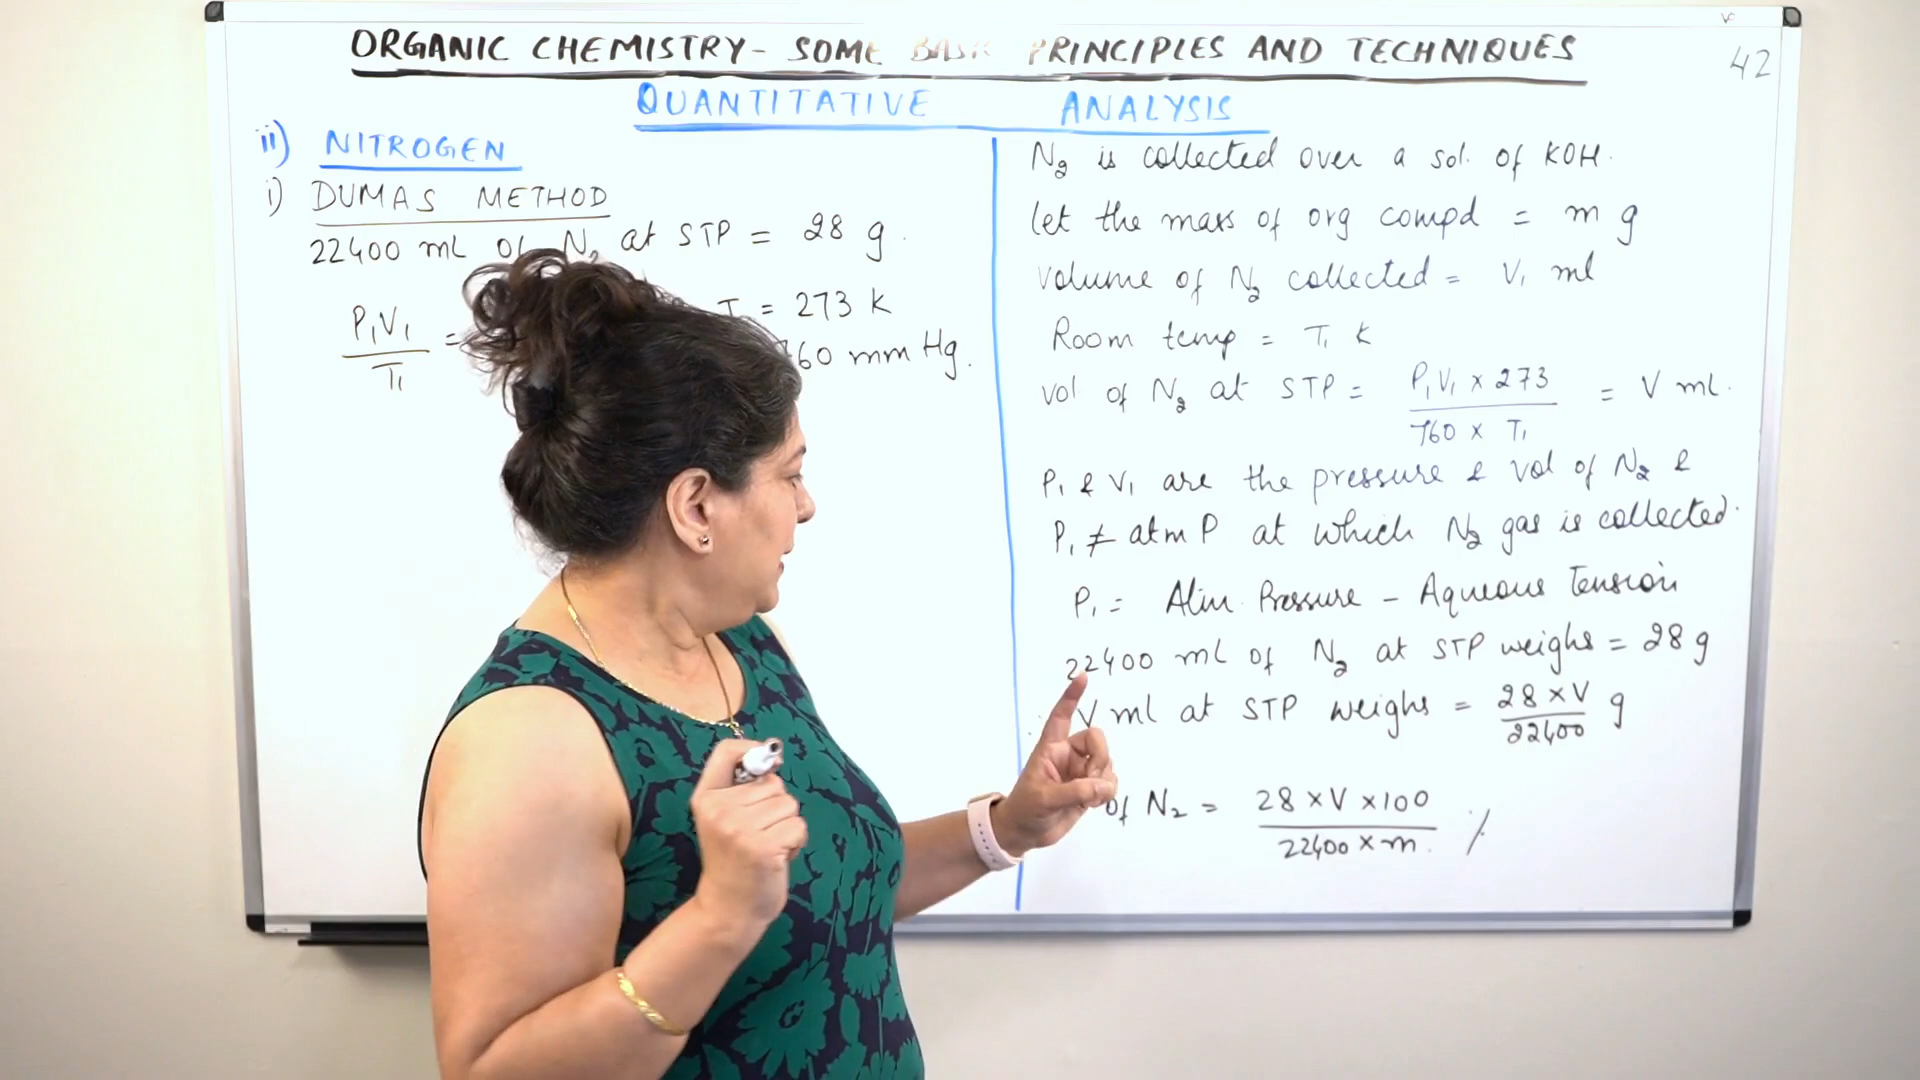 ORGANIC CHEMISTRY - SOME BASIC PRINCIPLES AND TECHNIQUES
42
QUANTITATIVE ANALYSIS
ii) NITROGEN
i) DUMAS METHOD
22400 ml of N₂ at STP = 28 g.
P₁V₁ / T₁ =
= 273 K
760 mm Hg.
N₂ is collected over a sol. of KOH.
let the mass of org compd = m g
volume of N₂ collected = V₁ ml
Room temp = T₁ K
vol of N₂ at STP = P₁V₁ x 273 / 760 x T₁ = V ml.
P₁ & V₁ are the pressure & vol of N₂ &
P₁ ≠ atm P at which N₂ gas is collected.
P₁ = Atm. Pressure - Aqueous Tension
22400 ml of N₂ at STP weighs = 28 g
V ml at STP weighs = 28 x V / 22400 g
of N₂ = 28 x V x 100 / 22400 x m. %